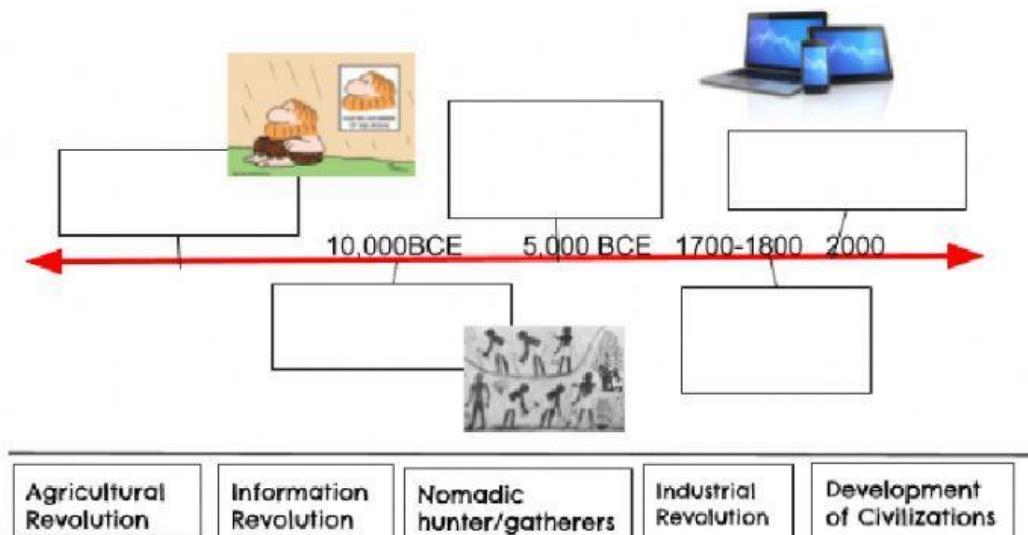 10,000BCE
5,000 BCE
1700-1800
2000
Agricultural
Revolution
Information
Revolution
Nomadic
hunter/gatherers
Industrial
Revolution
Development
of Civilizations